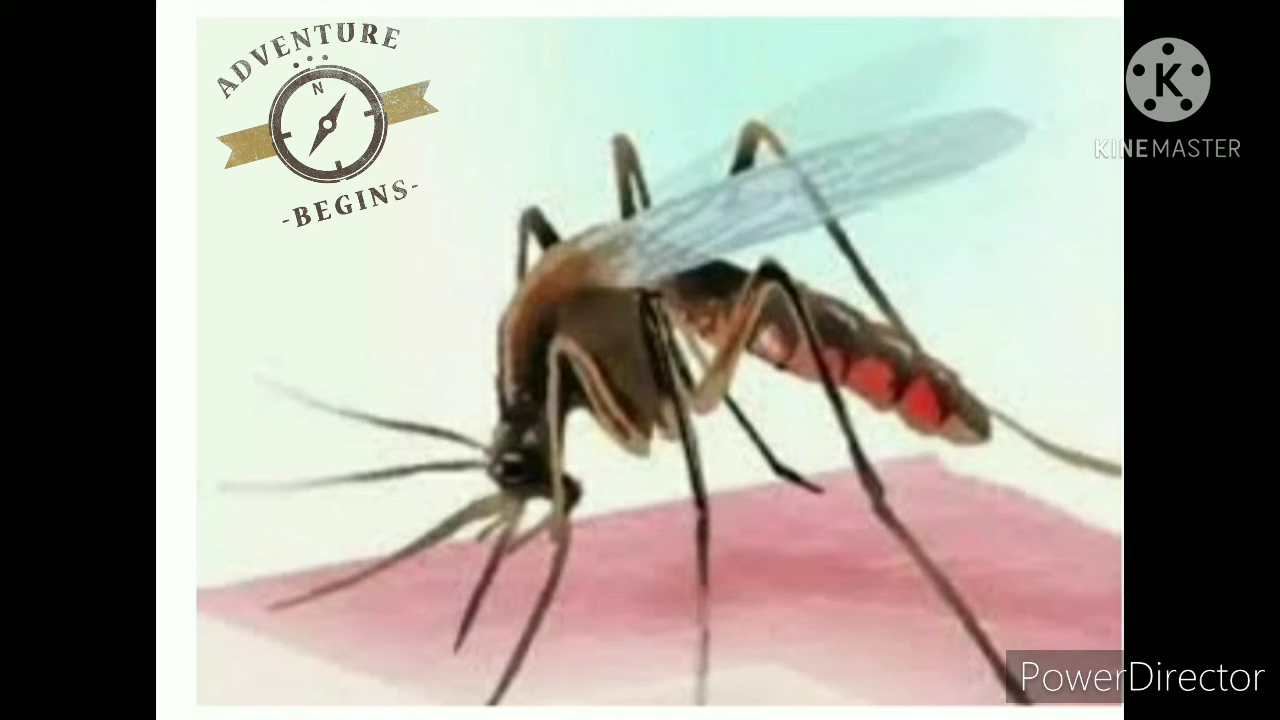 ADVENTURE
N
-BEGINS-
K
KINEMASTER
PowerDirector